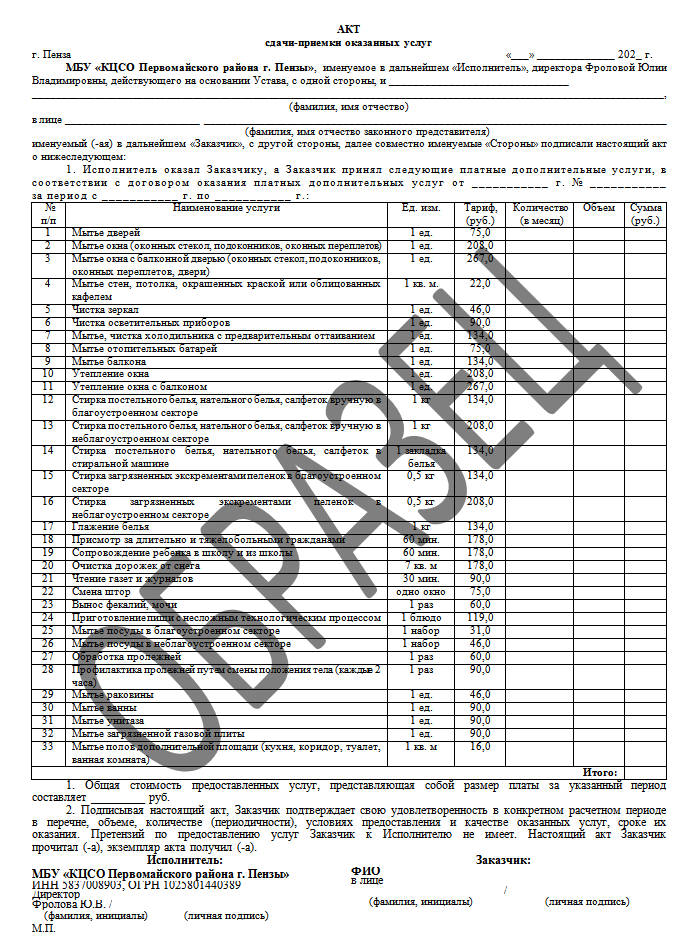 АКТ
сдачи-приемки оказанных услуг
г. Пенза «___» ______________ 202_ г.
МБУ «КЦСО Первомайского района г. Пензы», именуемое в дальнейшем «Исполнитель», директора Фроловой Юлии
Владимировны, действующего на основании Устава, с одной стороны, и ______________________________
______________________________________________________________________________,
(фамилия, имя отчество)
в лице _______________________ ______________________________________________
(фамилия, имя отчество законного представителя)
именуемый (-ая) в дальнейшем «Заказчик», с другой стороны, далее совместно именуемые «Стороны» подписали настоящий акт
о нижеследующем:
1. Исполнитель оказал Заказчику, а Заказчик принял следующие платные дополнительные услуги, в
соответствии с договором оказания платных дополнительных услуг от ___________ г. № ___________
за период с ___________ г. по ___________ г.:
№ п/п Наименование услуги Ед. изм. Тариф, (руб.) Количество (в месяц) Объем Сумма (руб.)
1 Мытье дверей 1 ед. 75,0
2 Мытье окна (оконных стекол, подоконников, оконных переплетов) 1 ед. 208,0
3 Мытье окна с балконной дверью (оконных стекол, подоконников, 1 ед. 267,0
оконных переплетов, двери)
4 Мытье стен, потолка, окрашенных краской или облицованных 1 кв. м. 22,0
кафелем
5 Чистка зеркал 1 ед. 46,0
6 Чистка осветительных приборов 1 ед. 90,0
7 Мытье, чистка холодильника с предварительным оттаиванием 1 ед. 134,0
8 Мытье отопительных батарей 1 ед. 75,0
9 Мытье балкона 1 ед. 134,0
10 Утепление окна 1 ед. 208,0
11 Утепление окна с балконом 1 ед. 267,0
12 Стирка постельного белья, нательного белья, салфеток вручную в 1 кг 134,0
благоустроенном секторе
13 Стирка постельного белья, нательного белья, салфеток вручную в 1 кг 208,0
неблагоустроенном секторе
14 Стирка постельного белья, нательного белья, салфеток в 1 закладка 134,0
стиральной машине белья
15 Стирка загрязненных экскрементами пеленок в благоустроенном 0,5 кг 134,0
секторе
16 Стирка загрязненных экскрементами пеленок в 0,5 кг 208,0
неблагоустроенном секторе
17 Глажение белья 1 кг 134,0
18 Присмотр за длительно и тяжелобольными гражданами 60 мин. 178,0
19 Сопровождение ребенка в школу и из школы 60 мин. 178,0
20 Очистка дорожек от снега 7 кв. м 178,0
21 Чтение газет и журналов 30 мин. 90,0
22 Смена штор одно окно 75,0
23 Вынос фекалий, мочи 1 раз 60,0
24 Приготовление пищи с несложным технологическим процессом 1 блюдо 119,0
25 Мытье посуды в благоустроенном секторе 1 набор 31,0
26 Мытье посуды в неблагоустроенном секторе 1 набор 46,0
27 Обработка пролежней 1 раз 60,0
28 Профилактика пролежней путем смены положения тела (каждые 2 1 раз 90,0
часа)
29 Мытье раковины 1 ед. 46,0
30 Мытье ванны 1 ед. 90,0
31 Мытье унитаза 1 ед. 90,0
32 Мытье загрязненной газовой плиты 1 ед. 90,0
33 Мытье полов дополнительной площади (кухня, коридор, туалет, 1 кв. м 16,0
ванная комната)
Итого:
ОБРАЗЕЦ
1. Общая стоимость предоставленных услуг, представляющая собой размер платы за указанный период
составляет _________ руб.
2. Подписывая настоящий акт, Заказчик подтверждает свою удовлетворенность в конкретном расчетном периоде
в перечне, объеме, количестве (периодичности), условиях предоставления и качестве оказанных услуг, сроке их
оказания. Претензий по предоставлению услуг Заказчик к Исполнителю не имеет. Настоящий акт Заказчик
прочитал (-а), экземпляр акта получил (-а).
Исполнитель: Заказчик:
МБУ «КЦСО Первомайского района г. Пензы» ФИО
в лице
ИНН 5837008903, ОГРН 1025801440389
Директор /
Фролова Ю.В. /
(фамилия, инициалы) (личная подпись) (фамилия, инициалы) (личная подпись)
М.П.